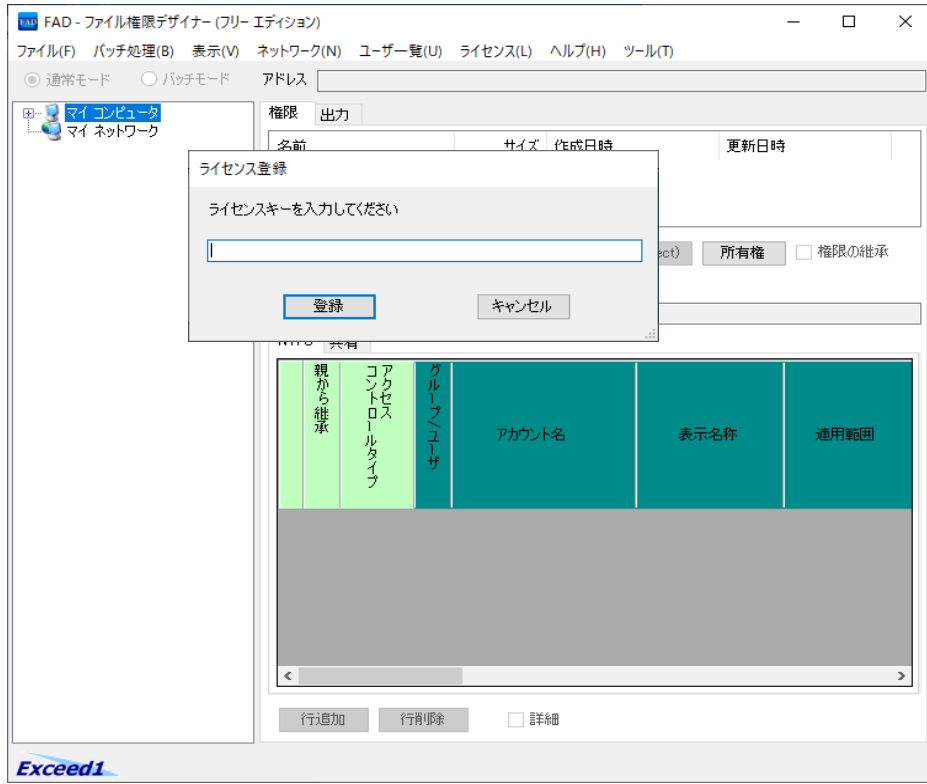 FAD - ファイル権限デザイナー (フリー エディション)
ファイル(F) バッチ処理(B) 表示(V) ネットワーク(N) ユーザ一覧(U) ライセンス(L) ヘルプ(H) ツール(T)
通常モード バッチモード アドレス
マイ コンピュータ
マイ ネットワーク
権限 出力
名前 サイズ 作成日時 更新日時
ライセンス登録
ライセンスキーを入力してください
登録 キャンセル
ect) 所有権 権限の継承
共有
親から継承
アクセス
コントロールタイプ
グループ/ユーザ
アカウント名
表示名称
適用範囲
行追加 行削除 詳細
Exceed1